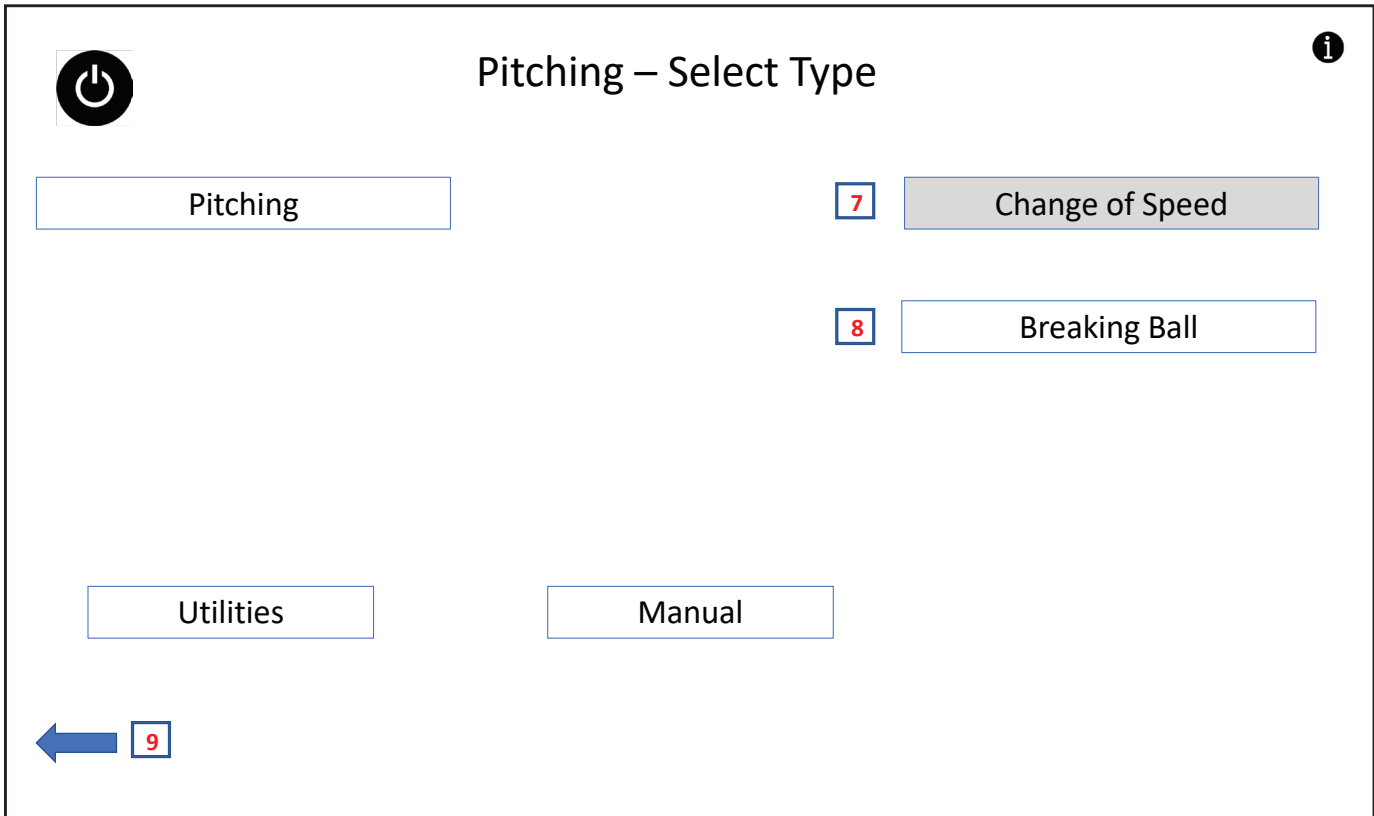 Pitching – Select Type
Pitching
7
Change of Speed
8
Breaking Ball
Utilities
Manual
9